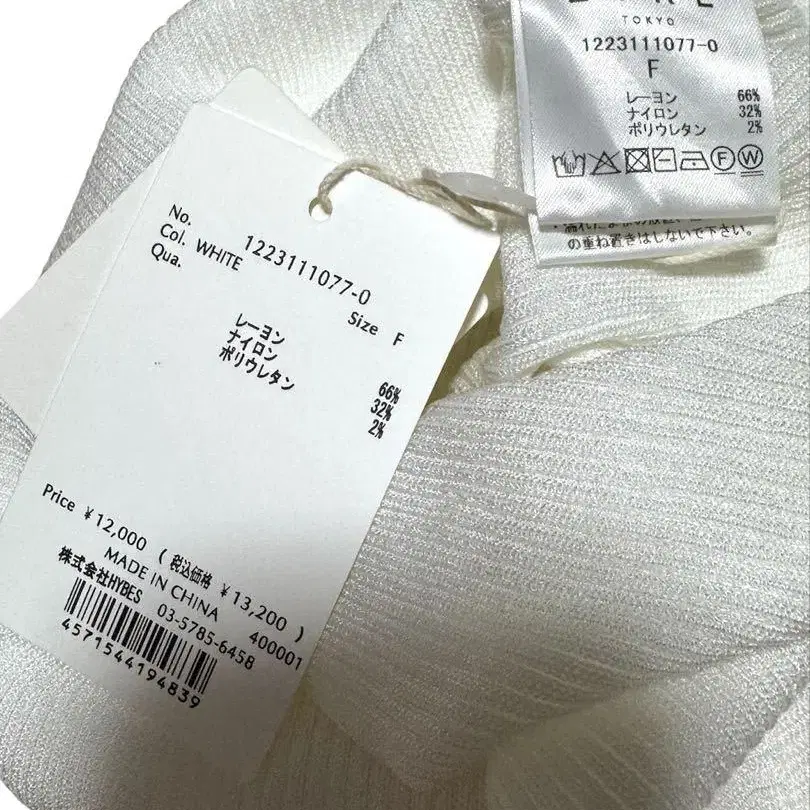 No. 1223111077-0
Col. WHITE Size F
Qua.
レーヨン 66%
ナイロン 32%
ポリウレタン 2%
Price ¥12,000 ( 税込価格 ¥13,200 )
MADE IN CHINA 400001
株式会社HYBES 03-5785-6458
4571544194839
TOKYO
1223111077-0
F
レーヨン 66%
ナイロン 32%
ポリウレタン 2%
F W
の重ね置きはしないで下さい。